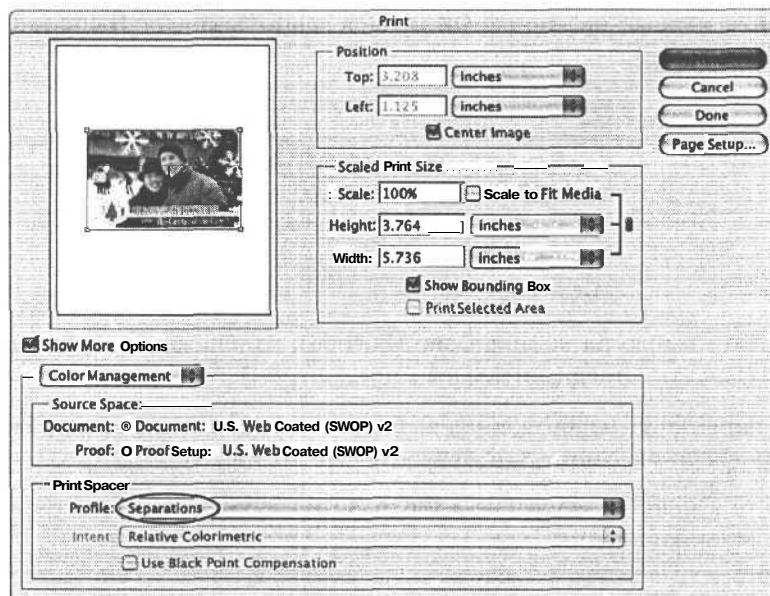 Print
Position
Top: 3.208 inches
Left: 1.125 inches
Center Image
Cancel
Done
Page Setup...
Scaled Print Size
: Scale: 100% Scale to Fit Media
Height: 3.764 inches
Width: 5.736 inches
Show Bounding Box
Print Selected Area
Show More Options
Color Management
Source Space:
Document: ® Document: U.S. Web Coated (SWOP) v2
Proof: O Proof Setup: U.S. Web Coated (SWOP) v2
Print Spacer
Profile: Separations
Intent: Relative Colorimetric
Use Black Point Compensation